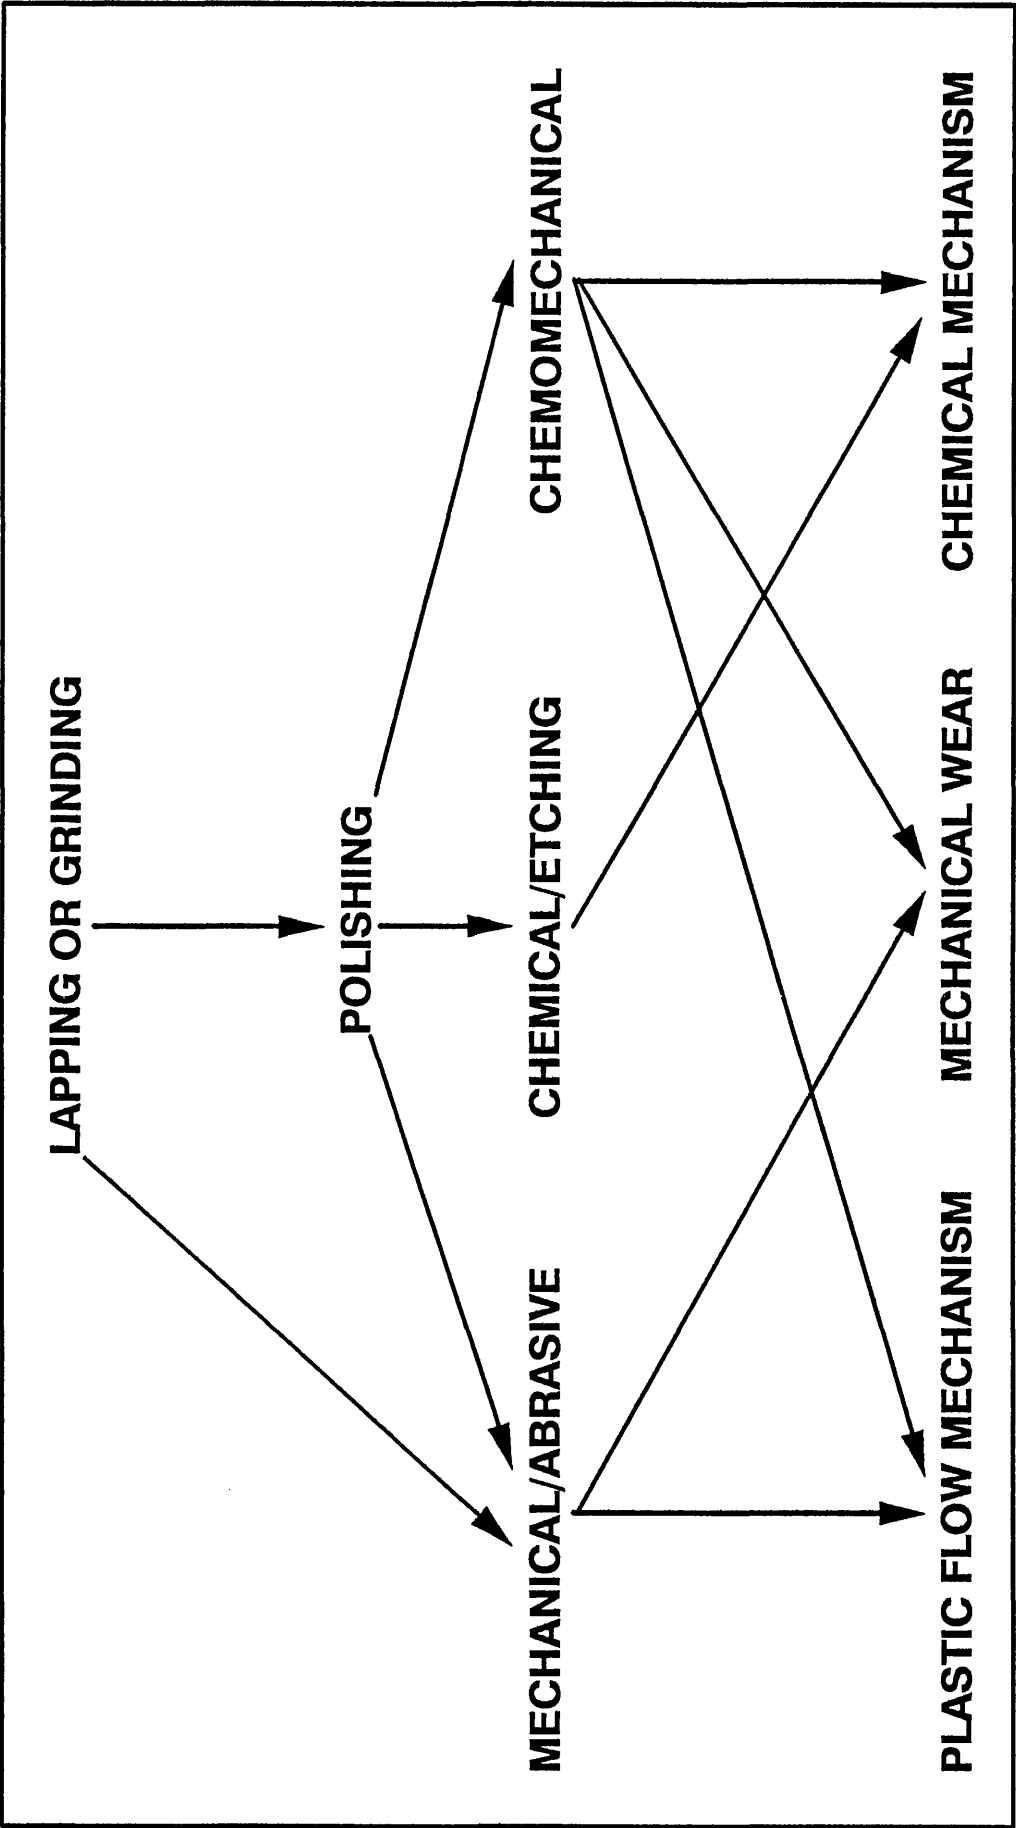 LAPPING OR GRINDING
POLISHING
MECHANICAL/ABRASIVE
CHEMICAL/ETCHING
CHEMOMECHANICAL
PLASTIC FLOW MECHANISM
MECHANICAL WEAR
CHEMICAL MECHANISM